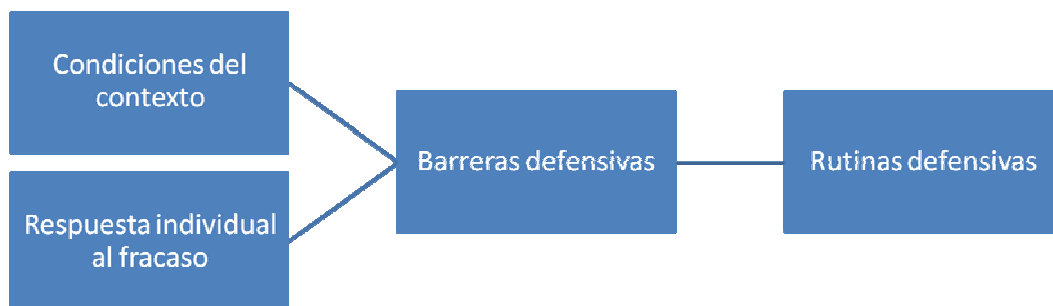 Condiciones del
contexto
Respuesta individual
al fracaso
Barreras defensivas
Rutinas defensivas